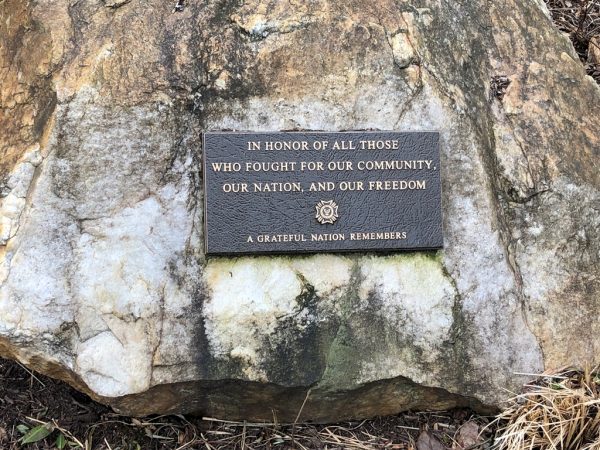 IN HONOR OF ALL THOSE
WHO FOUGHT FOR OUR COMMUNITY,
OUR NATION, AND OUR FREEDOM
A GRATEFUL NATION REMEMBERS